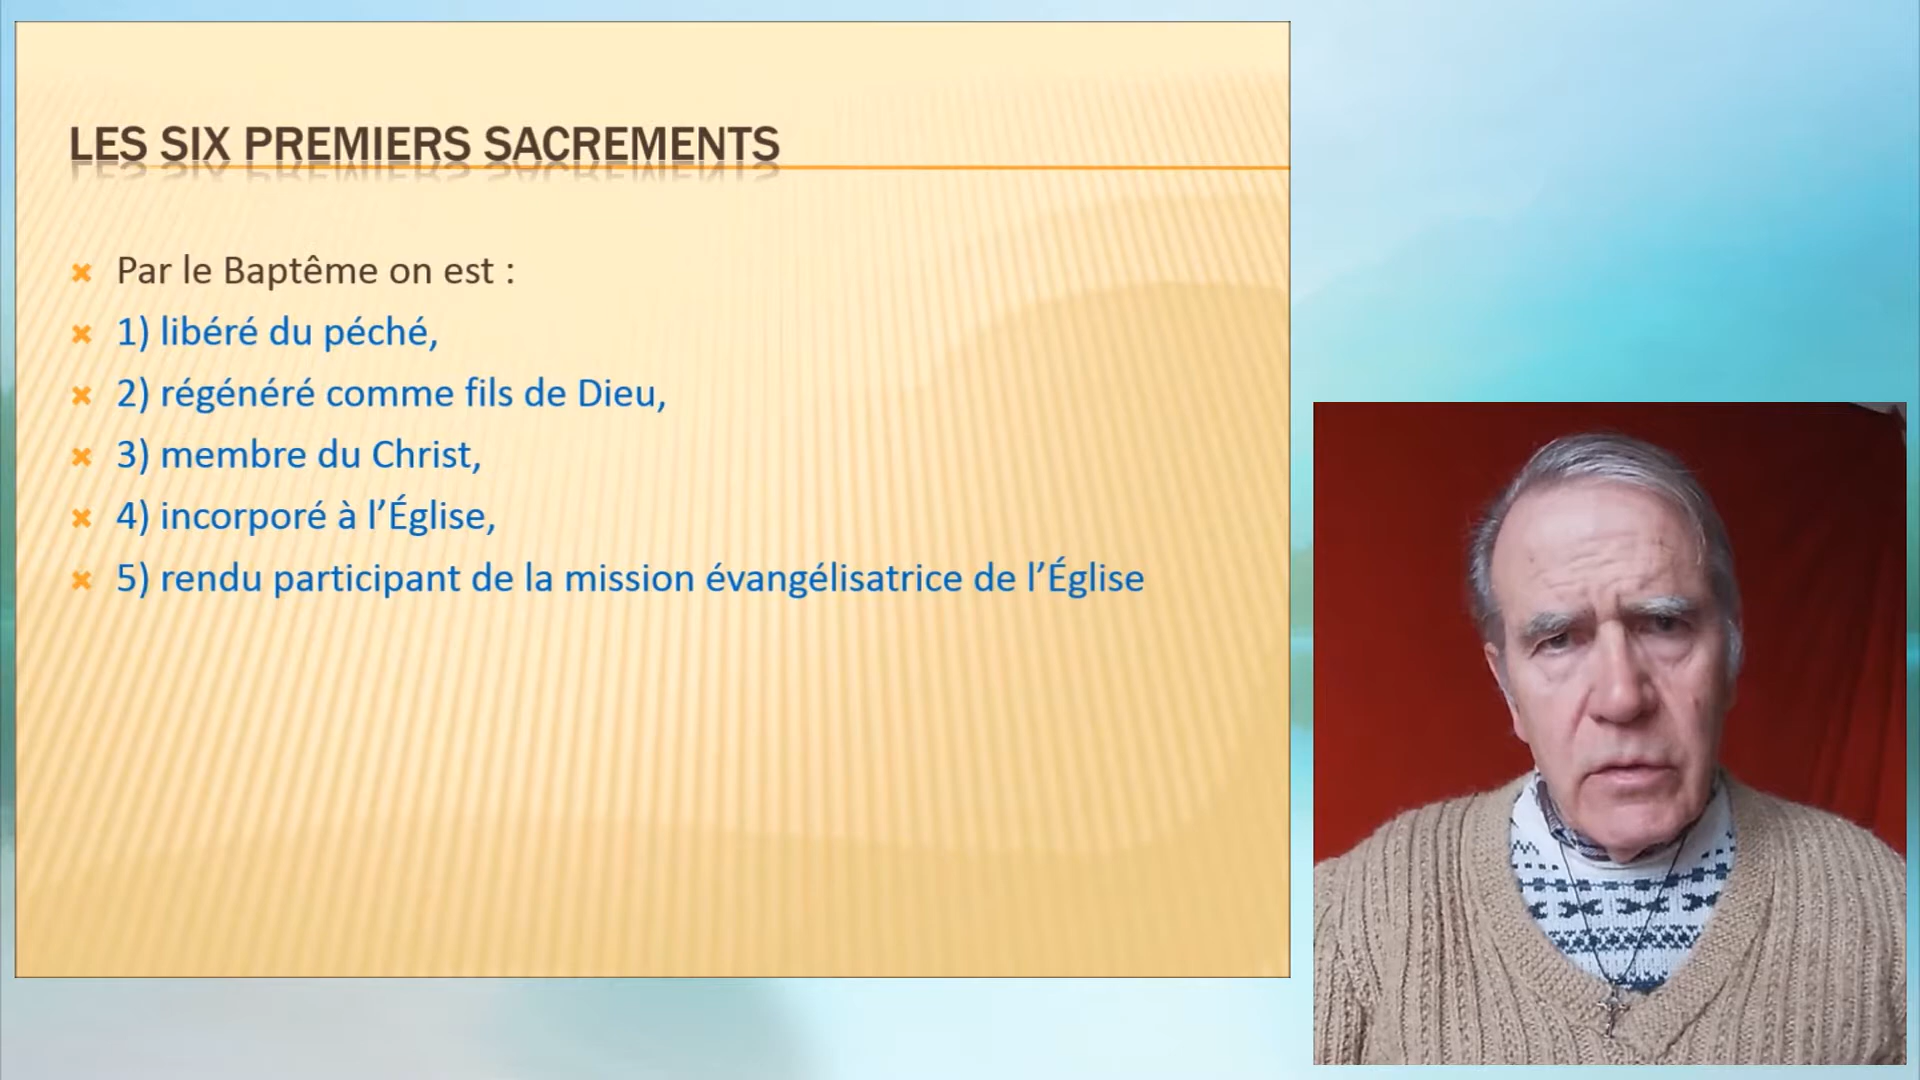 LES SIX PREMIERS SACREMENTS
Par le Baptême on est :
1) libéré du péché,
2) régénéré comme fils de Dieu,
3) membre du Christ,
4) incorporé à l’Église,
5) rendu participant de la mission évangélisatrice de l’Église